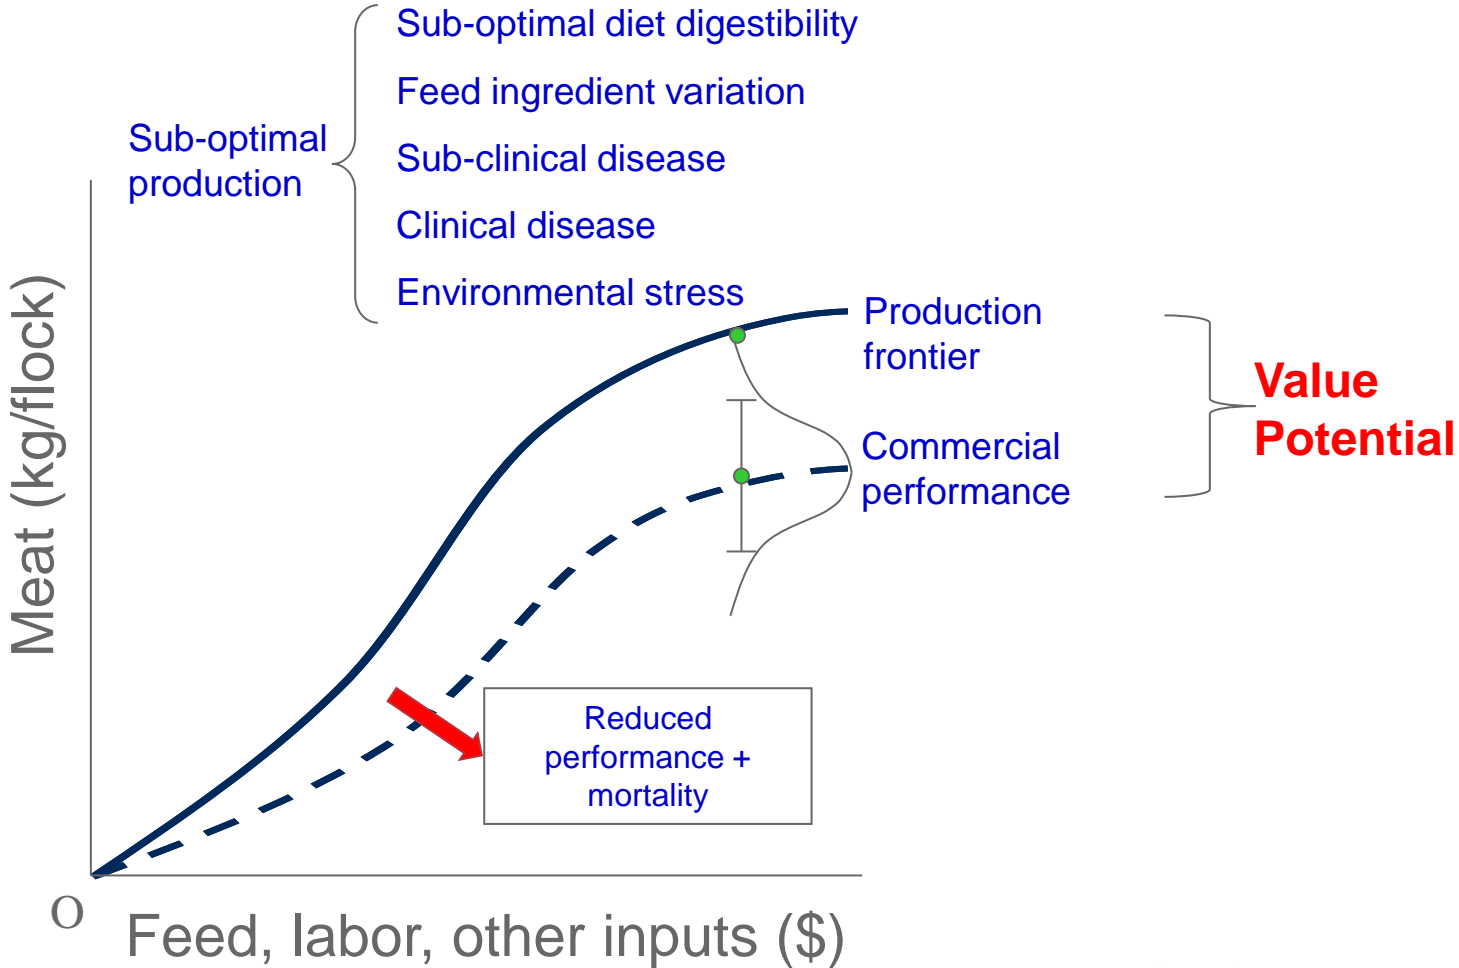 Sub-optimal diet digestibility
Feed ingredient variation
Sub-optimal
production
Sub-clinical disease
Clinical disease
Environmental stress
Production
frontier
Value
Potential
Commercial
performance
Meat (kg/flock)
Reduced
performance +
mortality
O
Feed, labor, other inputs ($)